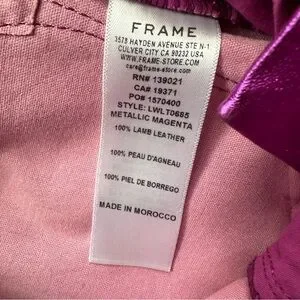 FRAME
3578 HAYDEN AVENUE STE N-1
CULVER CITY CA 90232 USA
WWW.FRAME-STORE.COM
care@frame-store.com
RN# 139021
CA# 19371
PO# 1570400
STYLE: LWLT0685
METALLIC MAGENTA
100% LAMB LEATHER
100% PEAU D'AGNEAU
100% PIEL DE BORREGO
MADE IN MOROCCO